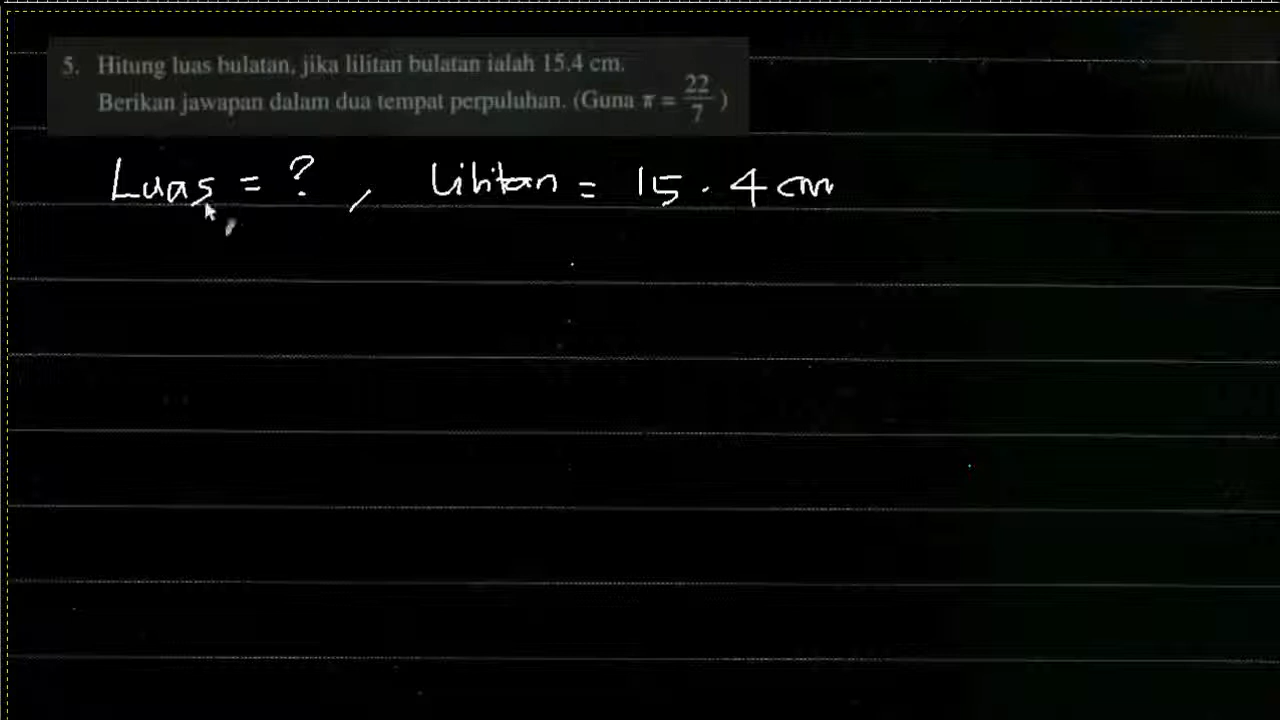 5. Hitung luas bulatan, jika lilitan bulatan ialah 15.4 cm.
Berikan jawapan dalam dua tempat perpuluhan. (Guna π = 22/7)
Luas = ? , Lilitan = 15.4 cm